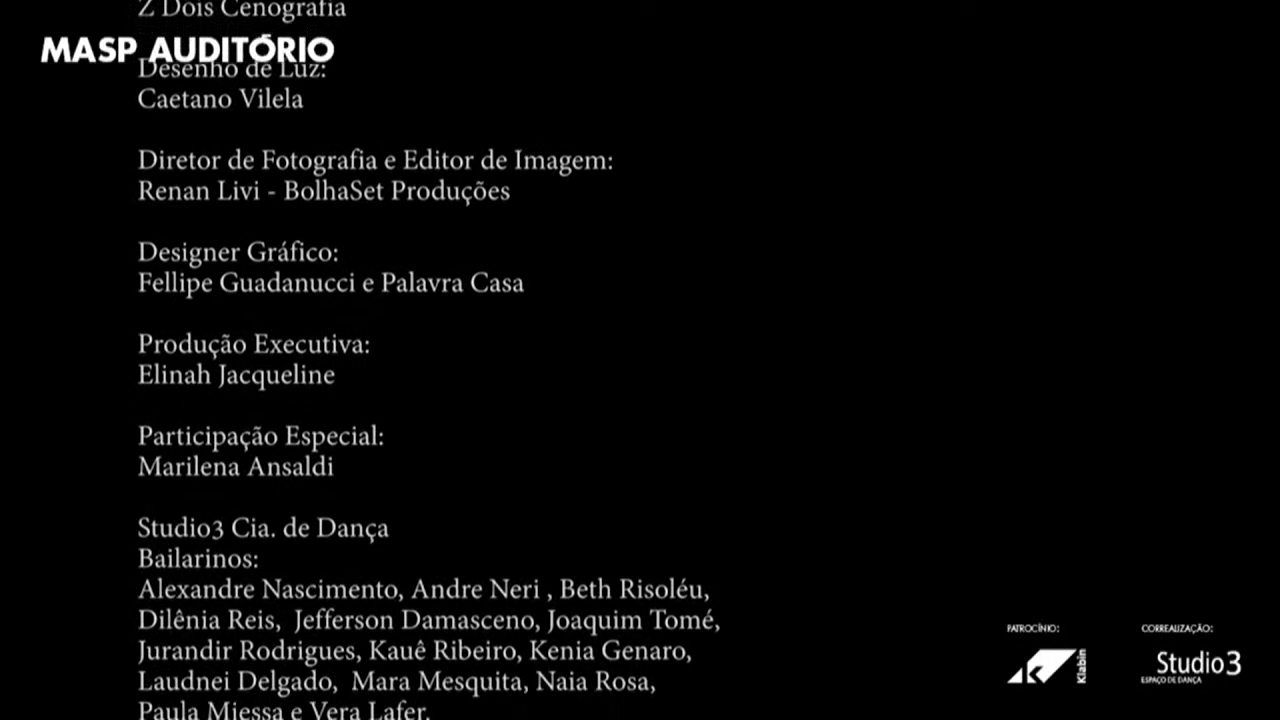 Z Dois Cenografia
MASP AUDITÓRIO
Desenho de Luz:
Caetano Vilela
Diretor de Fotografia e Editor de Imagem:
Renan Livi - BolhaSet Produções
Designer Gráfico:
Fellipe Guadanucci e Palavra Casa
Produção Executiva:
Elinah Jacqueline
Participação Especial:
Marilena Ansaldi
Studio3 Cia. de Dança
Bailarinos:
Alexandre Nascimento, Andre Neri , Beth Risoléu,
Dilênia Reis,  Jefferson Damasceno, Joaquim Tomé,
Jurandir Rodrigues, Kauê Ribeiro, Kenia Genaro,
Laudnei Delgado,  Mara Mesquita, Naia Rosa,
Paula Miessa e Vera Lafer.
PATROCÍNIO:
Klabin
CORREALIZAÇÃO:
Studio3
ESPAÇO DE DANÇA